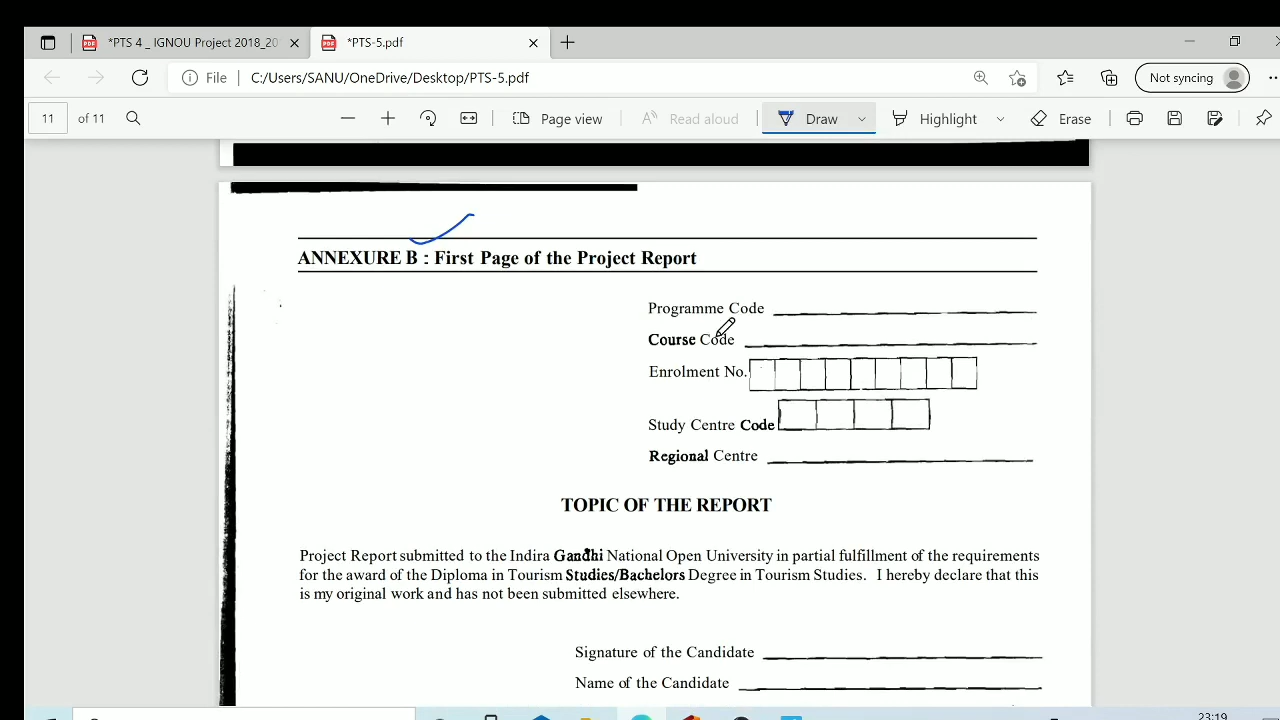 *PTS 4 _ IGNOU Project 2018_20
*PTS-5.pdf
File C:/Users/SANU/OneDrive/Desktop/PTS-5.pdf Not syncing
11 of 11 Page view Read aloud Draw Highlight Erase
ANNEXURE B : First Page of the Project Report
Programme Code
Course Code
Enrolment No.
Study Centre Code
Regional Centre
TOPIC OF THE REPORT
Project Report submitted to the Indira Gandhi National Open University in partial fulfillment of the requirements
for the award of the Diploma in Tourism Studies/Bachelors Degree in Tourism Studies. I hereby declare that this
is my original work and has not been submitted elsewhere.
Signature of the Candidate
Name of the Candidate
23:19